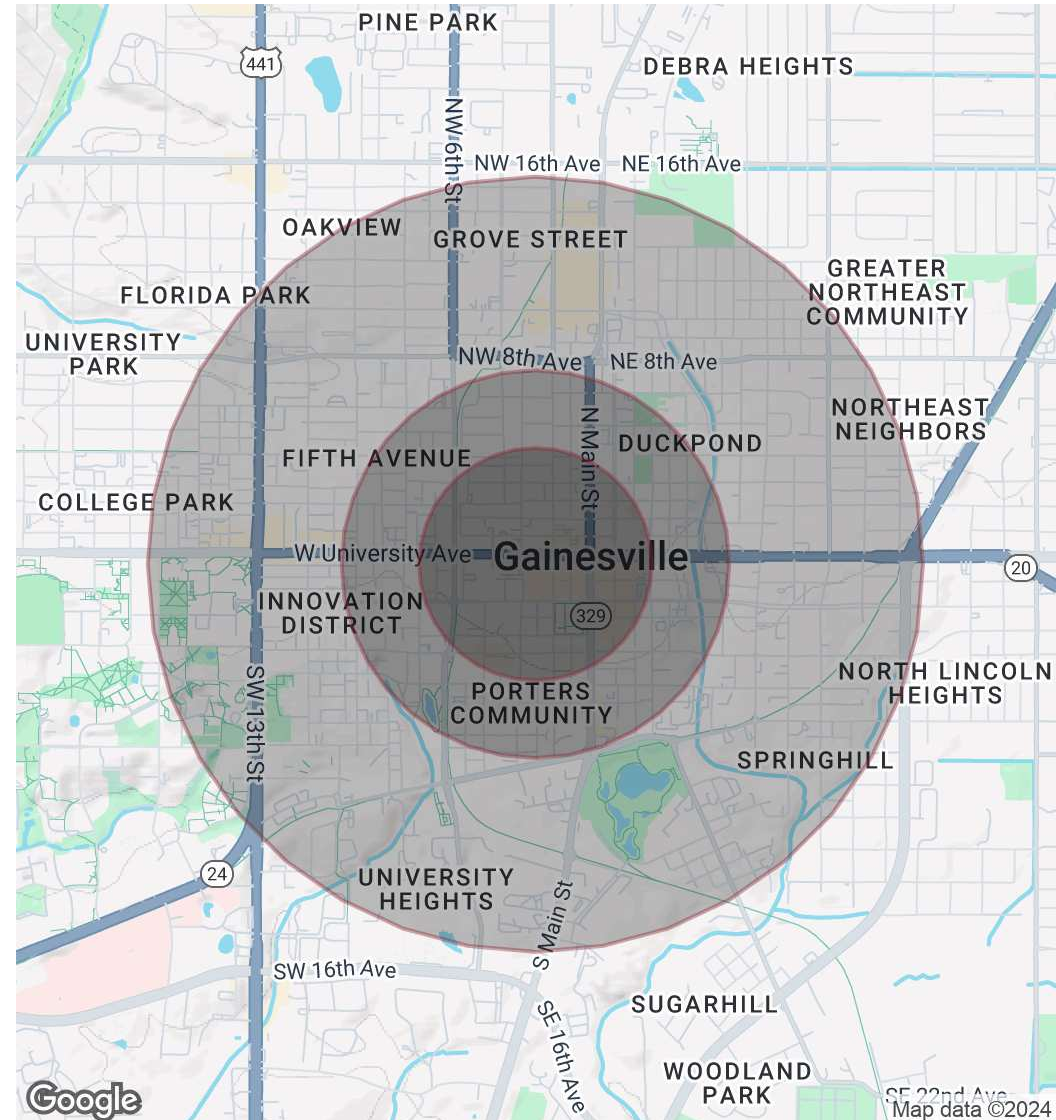 PINE PARK
441
DEBRA HEIGHTS
NW 6th St
NW 16th Ave
NE 16th Ave
OAKVIEW
GROVE STREET
GREATER
NORTHEAST
COMMUNITY
FLORIDA PARK
UNIVERSITY
PARK
NW 8th Ave
NE 8th Ave
N Main St
NORTHEAST
NEIGHBORS
DUCKPOND
FIFTH AVENUE
COLLEGE PARK
W University Ave
Gainesville
20
INNOVATION
DISTRICT
329
SW 13th St
PORTERS
COMMUNITY
NORTH LINCOLN
HEIGHTS
SPRINGHILL
24
UNIVERSITY
HEIGHTS
S Main St
SW 16th Ave
SE 16th Ave
SUGARHILL
WOODLAND
PARK
SE 22nd Ave
Google
Map data ©2024